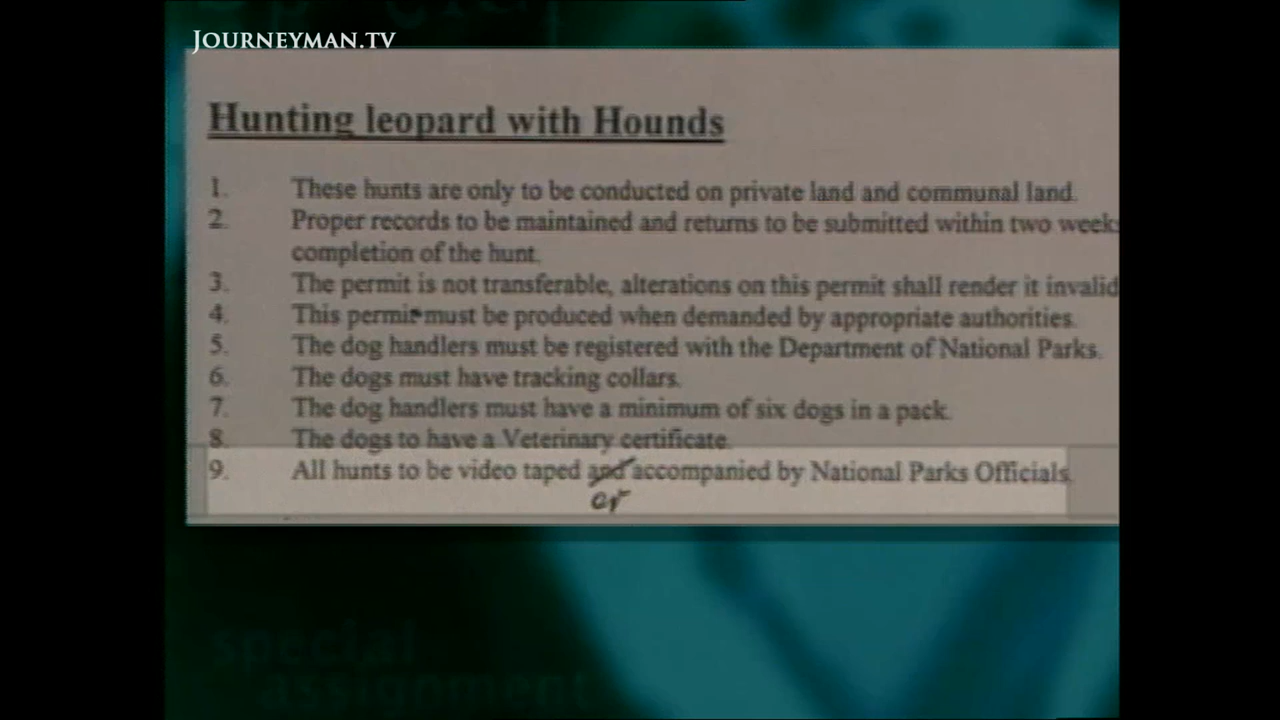 JOURNEYMAN.TV
Hunting leopard with Hounds
1. These hunts are only to be conducted on private land and communal land.
2. Proper records to be maintained and returns to be submitted within two weeks
completion of the hunt.
3. The permit is not transferable, alterations on this permit shall render it invalid
4. This permit must be produced when demanded by appropriate authorities.
5. The dog handlers must be registered with the Department of National Parks.
6. The dogs must have tracking collars.
7. The dog handlers must have a minimum of six dogs in a pack.
8. The dogs to have a Veterinary certificate.
9. All hunts to be video taped and accompanied by National Parks Officials.
or
special
assignment